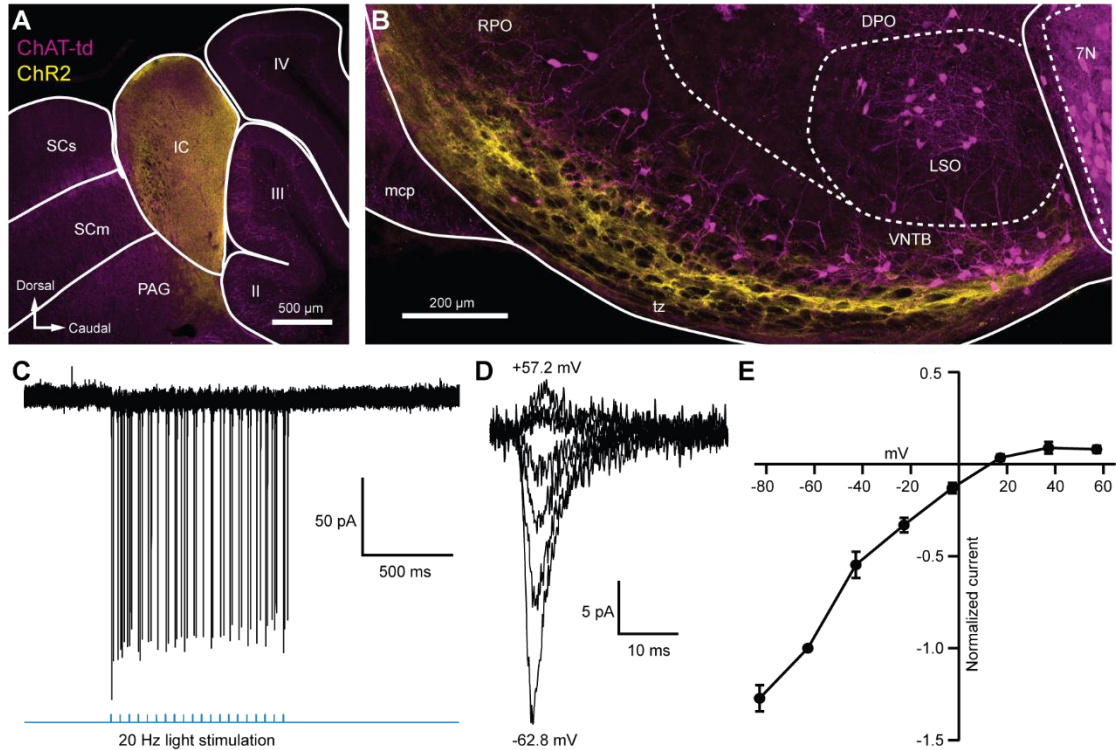 A
ChAT-td
ChR2
IV
IC
SCs
III
SCm
PAG
II
Dorsal
Caudal
500 µm
B
RPO
DPO
7N
LSO
mcp
VNTB
200 µm
tz
C
50 pA
500 ms
20 Hz light stimulation
D
+57.2 mV
5 pA
10 ms
-62.8 mV
E
0.5
mV
-80 -60 -40 -20 20 40 60
-0.5
-1.0
-1.5
Normalized current